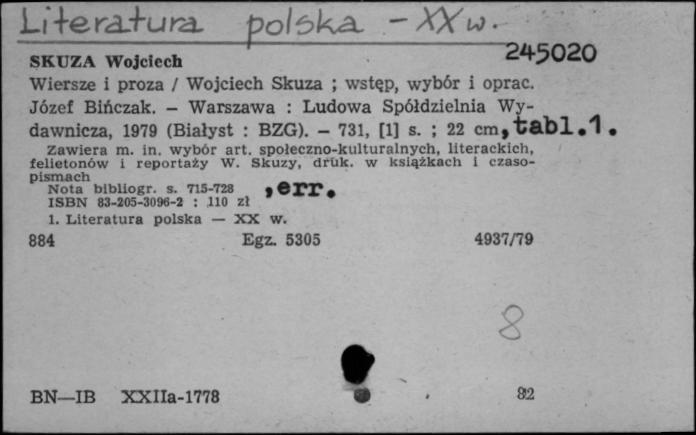 Literatura polska - XX w.
245020
SKUZA Wojciech
Wiersze i proza / Wojciech Skuza ; wstęp, wybór i oprac.
Józef Bińczak. — Warszawa : Ludowa Spółdzielnia Wy-
dawnicza, 1979 (Białyst : BZG). — 731, [1] s. ; 22 cm, tabl.1.
Zawiera m. in. wybór art. społeczno-kulturalnych, literackich,
felietonów i reportaży W. Skuzy, druk. w książkach i czaso-
pismach
Nota bibliogr. s. 715-728 , err.
ISBN 83-205-3096-2 : 110 zł
1. Literatura polska — XX w.
884 Egz. 5305 4937/79
8
BN—IB XXIIa-1778 82